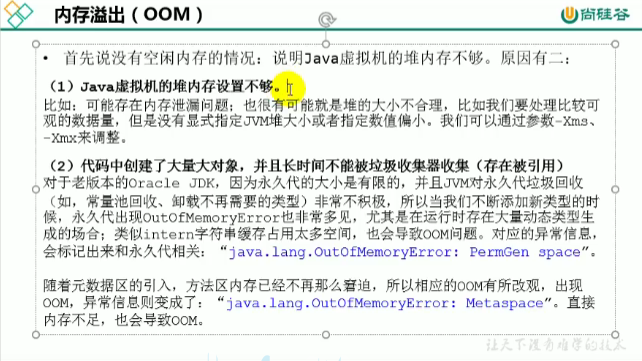 内存溢出（OOM）
尚硅谷
• 首先说没有空闲内存的情况：说明Java虚拟机的堆内存不够。原因有二：
（1）Java虚拟机的堆内存设置不够。
比如：可能存在内存泄漏问题；也很有可能就是堆的大小不合理，比如我们要处理比较可
观的数据量，但是没有显式指定JVM堆大小或者指定数值偏小。我们可以通过参数-Xms、
-Xmx来调整。
（2）代码中创建了大量大对象，并且长时间不能被垃圾收集器收集（存在被引用）
对于老版本的Oracle JDK，因为永久代的大小是有限的，并且JVM对永久代垃圾回收
（如，常量池回收、卸载不再需要的类型）非常不积极，所以当我们不断添加新类型的时
候，永久代出现OutOfMemoryError也非常多见，尤其是在运行时存在大量动态类型生
成的场合；类似intern字符串缓存占用太多空间，也会导致OOM问题。对应的异常信息，
会标记出来和永久代相关：“java.lang.OutOfMemoryError: PermGen space”。
随着元数据区的引入，方法区内存已经不再那么窘迫，所以相应的OOM有所改观，出现
OOM，异常信息则变成了：“java.lang.OutOfMemoryError: Metaspace”。直接
内存不足，也会导致OOM。
让天下没有难学的技术